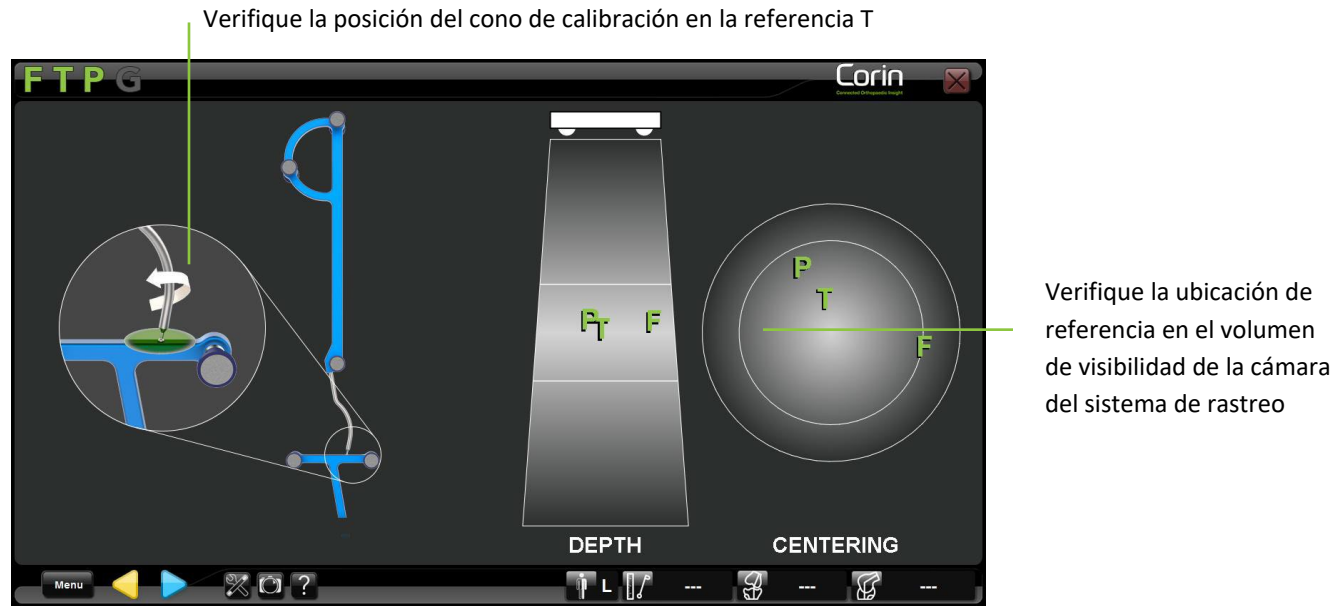 Verifique la posición del cono de calibración en la referencia T
F T P G
Corin
Connected Orthopaedic Insight
P
T
F
P
T
F
Verifique la ubicación de
referencia en el volumen
de visibilidad de la cámara
del sistema de rastreo
DEPTH
CENTERING
Menu
?
L
---
---
---